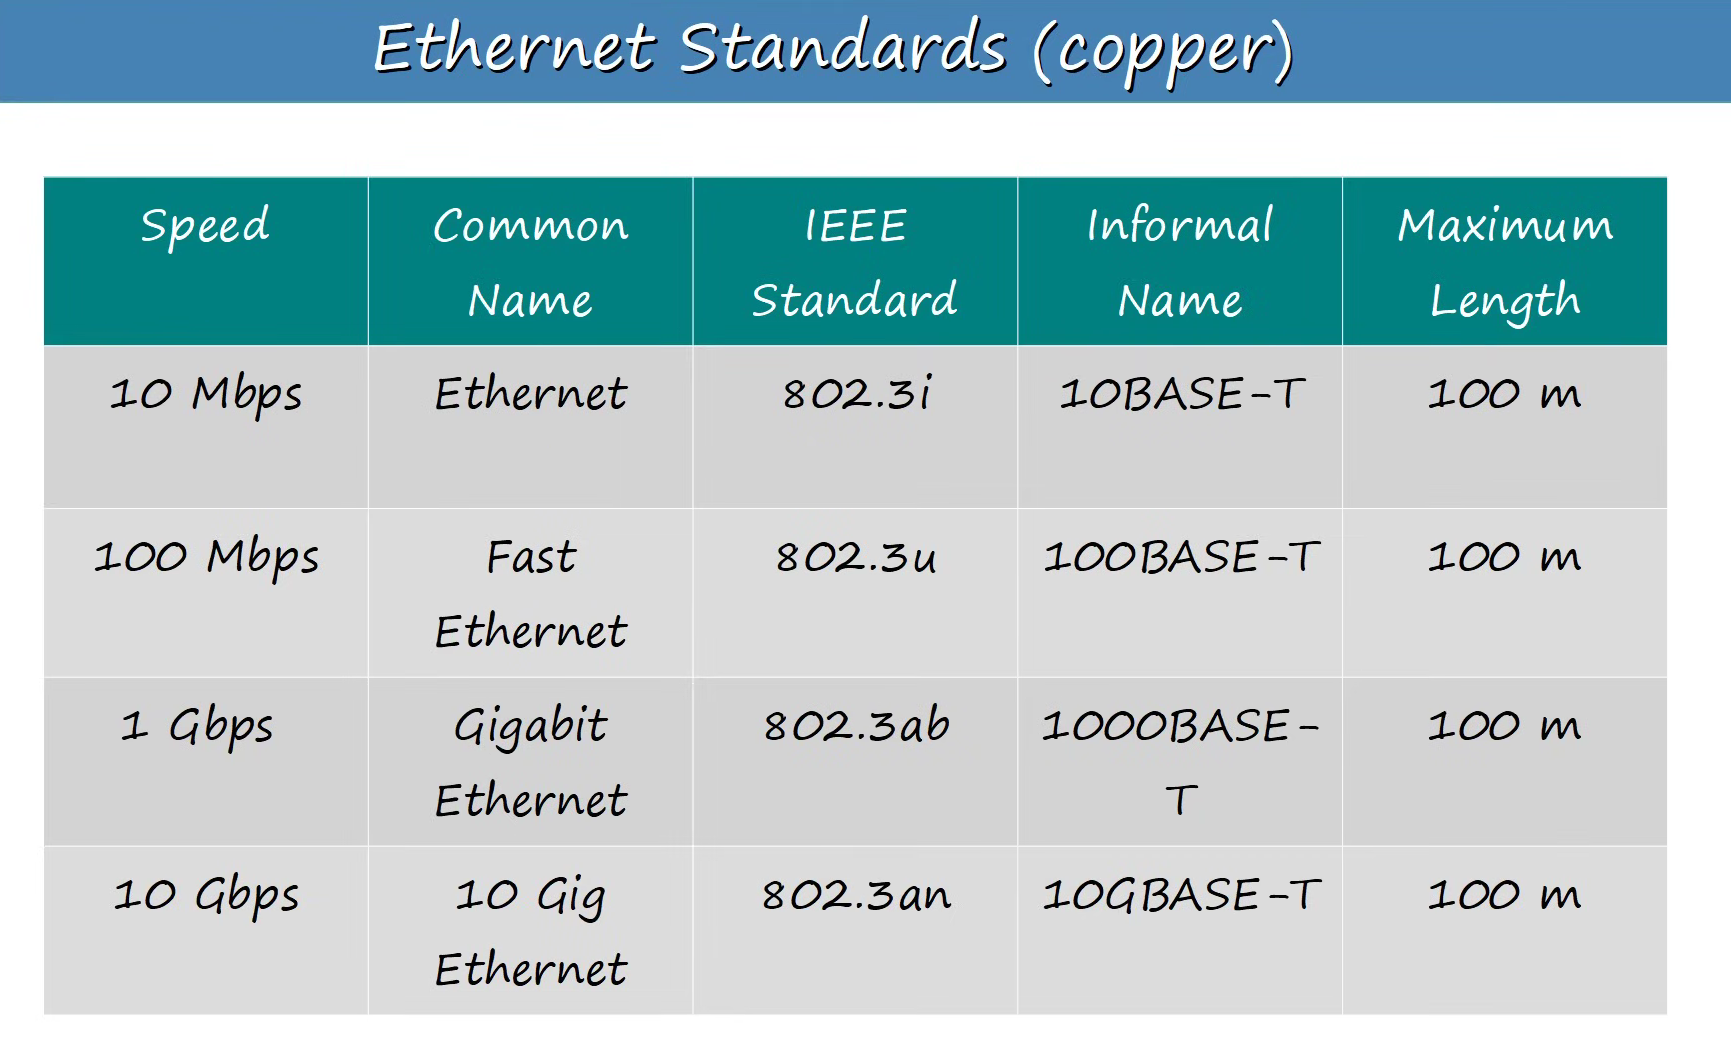 Ethernet Standards (copper)
Speed
Common
Name
IEEE
Standard
Informal
Name
Maximum
Length
10 Mbps
Ethernet
802.3i
10BASE-T
100 m
100 Mbps
Fast
Ethernet
802.3u
100BASE-T
100 m
1 Gbps
Gigabit
Ethernet
802.3ab
1000BASE-
T
100 m
10 Gbps
10 Gig
Ethernet
802.3an
10GBASE-T
100 m